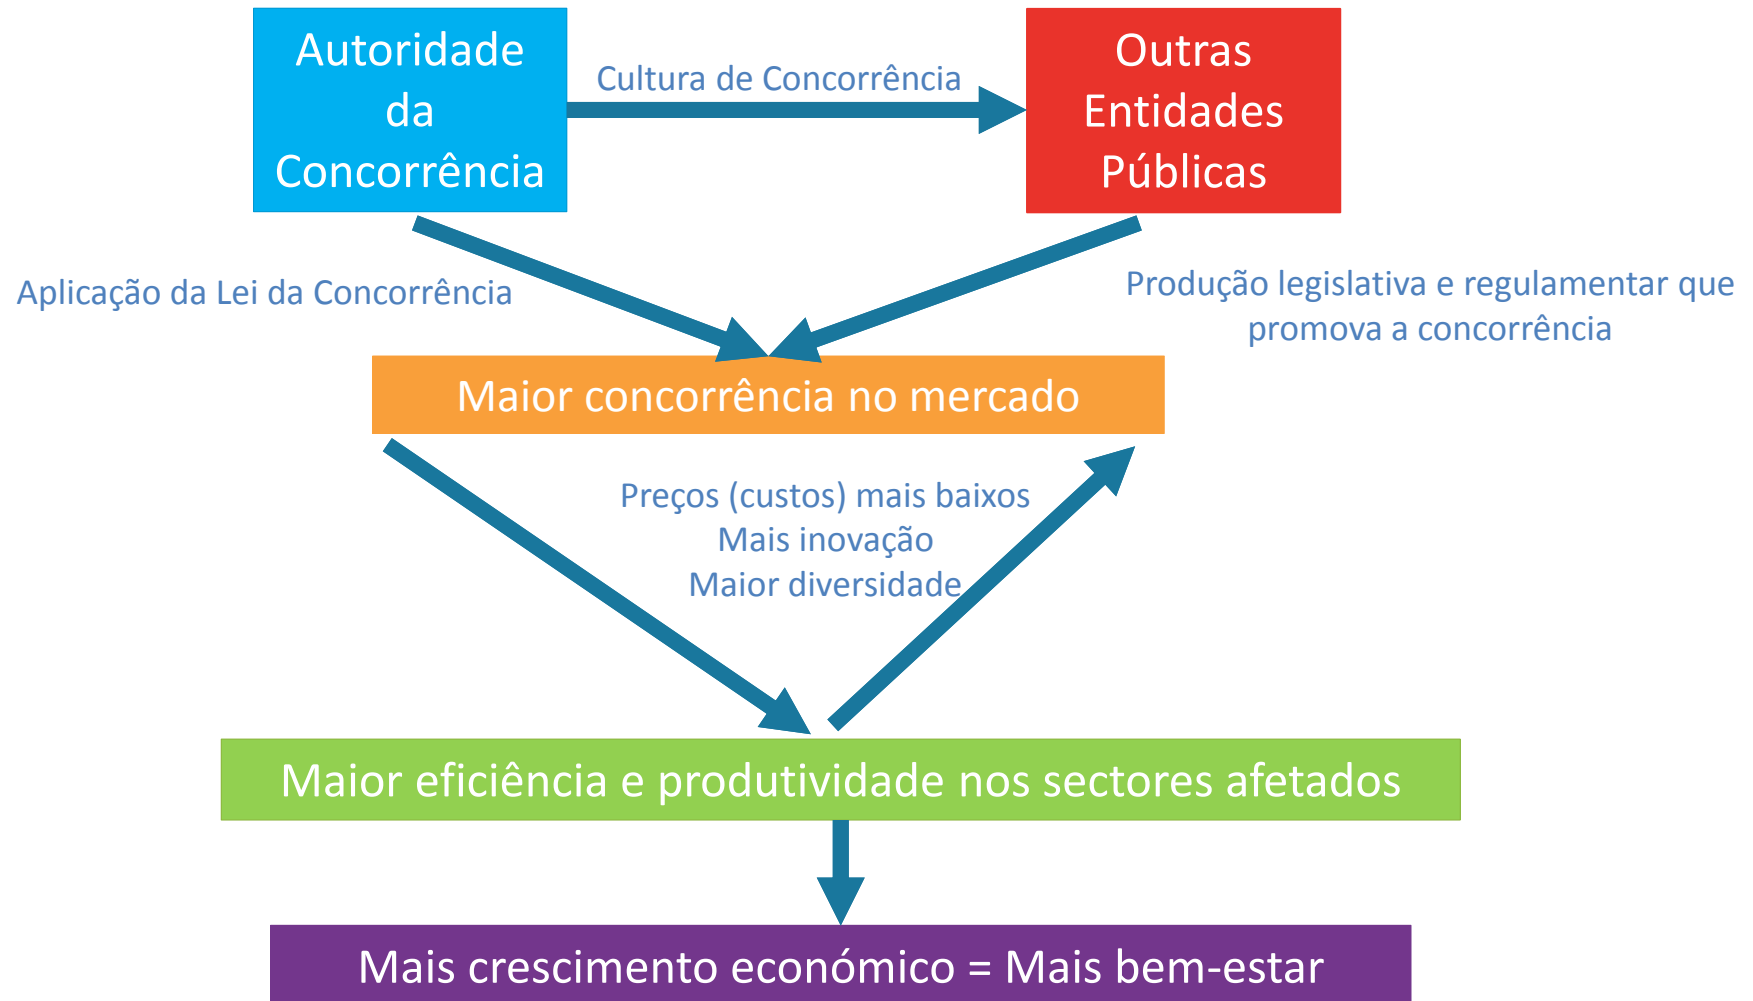 Autoridade
da
Concorrência
Cultura de Concorrência
Outras
Entidades
Públicas
Aplicação da Lei da Concorrência
Produção legislativa e regulamentar que
promova a concorrência
Maior concorrência no mercado
Preços (custos) mais baixos
Mais inovação
Maior diversidade
Maior eficiência e produtividade nos sectores afetados
Mais crescimento económico = Mais bem-estar